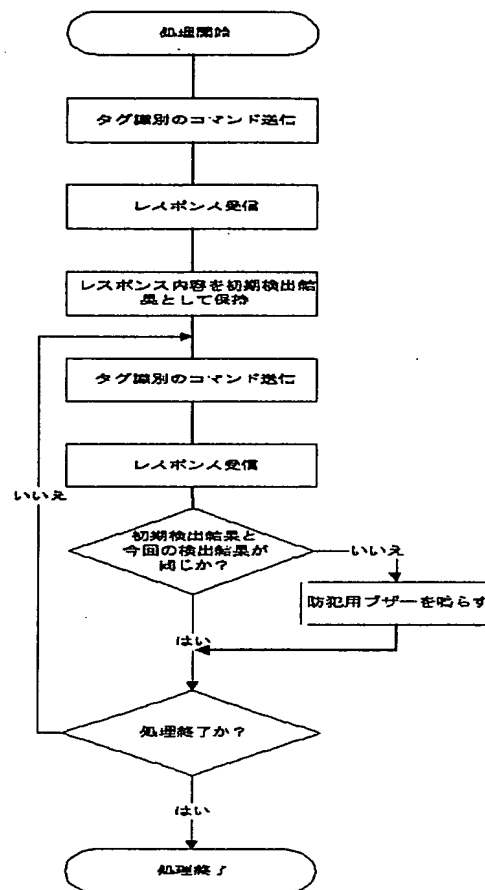 処理開始
タグ識別のコマンド送信
レスポンス受信
レスポンス内容を初期検出結
果として保持
タグ識別のコマンド送信
レスポンス受信
いいえ
初期検出結果と
今回の検出結果が
同じか？
いいえ
防犯用ブザーを鳴らす
はい
処理終了か？
はい
処理終了